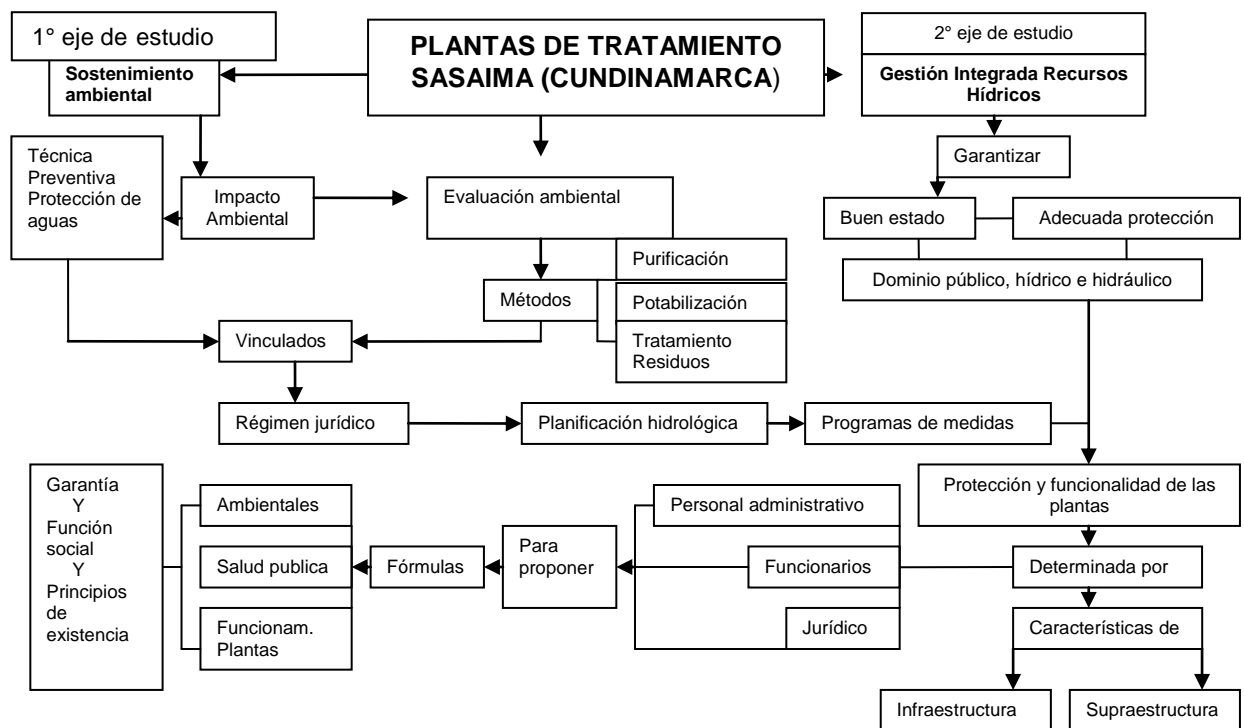 1° eje de estudio
PLANTAS DE TRATAMIENTO
SASAIMA (CUNDINAMARCA)
2° eje de estudio
Sostenimiento
ambiental
Gestión Integrada Recursos
Hídricos
Garantizar
Técnica
Preventiva
Protección de
aguas
Impacto
Ambiental
Evaluación ambiental
Buen estado
Adecuada protección
Purificación
Dominio público, hídrico e hidráulico
Métodos
Potabilización
Tratamiento
Residuos
Vinculados
Régimen jurídico
Planificación hidrológica
Programas de medidas
Garantía
Y
Función
social
Y
Principios
de
existencia
Ambientales
Salud publica
Funcionam.
Plantas
Fórmulas
Para
proponer
Personal administrativo
Funcionarios
Jurídico
Protección y funcionalidad de las
plantas
Determinada por
Características de
Infraestructura
Supraestructura